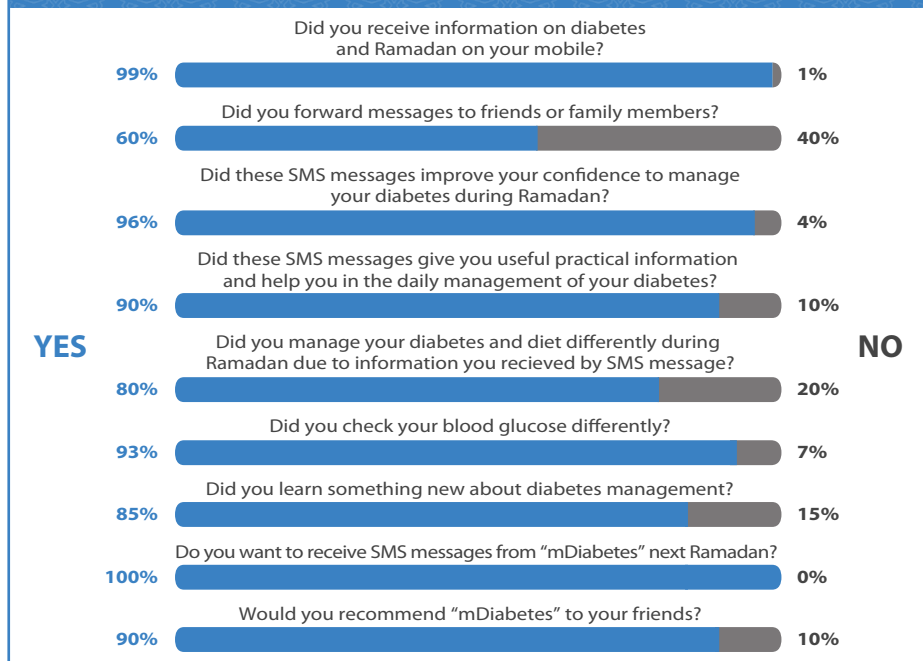 Did you receive information on diabetes
and Ramadan on your mobile?
99% 1%
Did you forward messages to friends or family members?
60% 40%
Did these SMS messages improve your confidence to manage
your diabetes during Ramadan?
96% 4%
Did these SMS messages give you useful practical information
and help you in the daily management of your diabetes?
90% 10%
YES NO
Did you manage your diabetes and diet differently during
Ramadan due to information you recieved by SMS message?
80% 20%
Did you check your blood glucose differently?
93% 7%
Did you learn something new about diabetes management?
85% 15%
Do you want to receive SMS messages from “mDiabetes” next Ramadan?
100% 0%
Would you recommend “mDiabetes” to your friends?
90% 10%